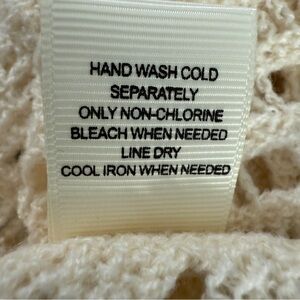 HAND WASH COLD
SEPARATELY
ONLY NON-CHLORINE
BLEACH WHEN NEEDED
LINE DRY
COOL IRON WHEN NEEDED